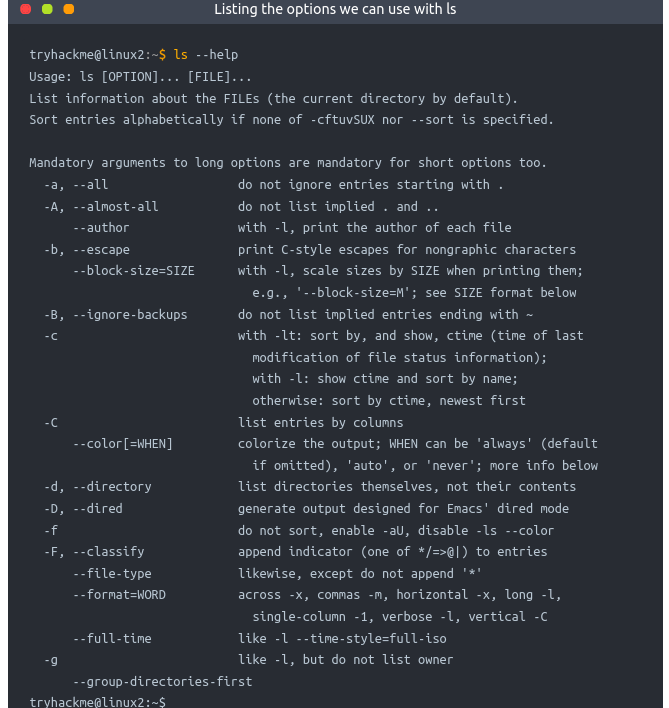 Listing the options we can use with ls
tryhackme@linux2:~$ ls --help
Usage: ls [OPTION]... [FILE]...
List information about the FILEs (the current directory by default).
Sort entries alphabetically if none of -cftuvSUX nor --sort is specified.

Mandatory arguments to long options are mandatory for short options too.
  -a, --all                  do not ignore entries starting with .
  -A, --almost-all           do not list implied . and ..
      --author               with -l, print the author of each file
  -b, --escape               print C-style escapes for nongraphic characters
      --block-size=SIZE      with -l, scale sizes by SIZE when printing them;
                               e.g., '--block-size=M'; see SIZE format below
  -B, --ignore-backups       do not list implied entries ending with ~
  -c                         with -lt: sort by, and show, ctime (time of last
                               modification of file status information);
                               with -l: show ctime and sort by name;
                               otherwise: sort by ctime, newest first
  -C                         list entries by columns
      --color[=WHEN]         colorize the output; WHEN can be 'always' (default
                               if omitted), 'auto', or 'never'; more info below
  -d, --directory            list directories themselves, not their contents
  -D, --dired                generate output designed for Emacs' dired mode
  -f                         do not sort, enable -aU, disable -ls --color
  -F, --classify             append indicator (one of */=>@|) to entries
      --file-type            likewise, except do not append '*'
      --format=WORD          across -x, commas -m, horizontal -x, long -l,
                               single-column -1, verbose -l, vertical -C
      --full-time            like -l --time-style=full-iso
  -g                         like -l, but do not list owner
      --group-directories-first
tryhackme@linux2:~$